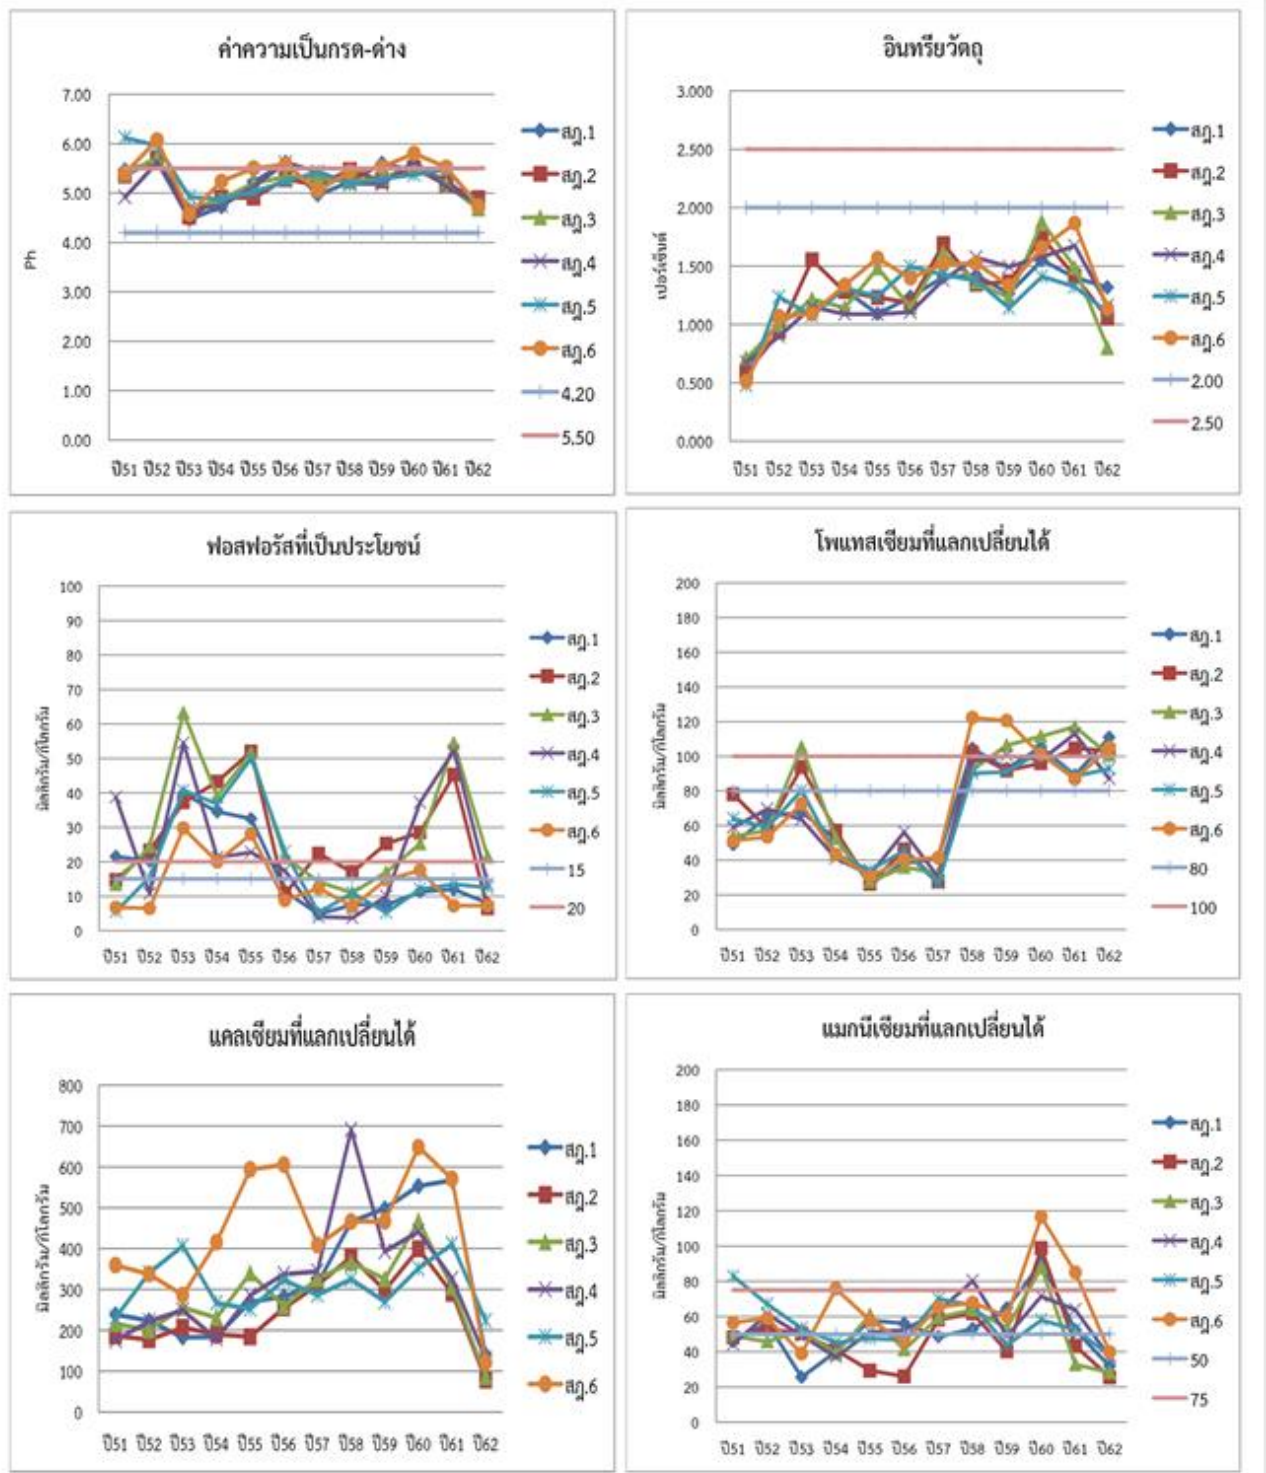 ค่าความเป็นกรด-ด่าง
7.00
6.00
5.00
4.00
3.00
2.00
1.00
0.00
Ph
ปี51 ปี52 ปี53 ปี54 ปี55 ปี56 ปี57 ปี58 ปี59 ปี60 ปี61 ปี62
สฎ.1
สฎ.2
สฎ.3
สฎ.4
สฎ.5
สฎ.6
4.20
5.50
อินทรียวัตถุ
3.000
2.500
2.000
1.500
1.000
0.500
0.000
เปอร์เซ็นต์
ปี51 ปี52 ปี53 ปี54 ปี55 ปี56 ปี57 ปี58 ปี59 ปี60 ปี61 ปี62
สฎ.1
สฎ.2
สฎ.3
สฎ.4
สฎ.5
สฎ.6
2.00
2.50
ฟอสฟอรัสที่เป็นประโยชน์
100
90
80
70
60
50
40
30
20
10
0
มิลลิกรัม/กิโลกรัม
ปี51 ปี52 ปี53 ปี54 ปี55 ปี56 ปี57 ปี58 ปี59 ปี60 ปี61 ปี62
สฎ.1
สฎ.2
สฎ.3
สฎ.4
สฎ.5
สฎ.6
15
20
โพแทสเซียมที่แลกเปลี่ยนได้
200
180
160
140
120
100
80
60
40
20
0
มิลลิกรัม/กิโลกรัม
ปี51 ปี52 ปี53 ปี54 ปี55 ปี56 ปี57 ปี58 ปี59 ปี60 ปี61 ปี62
สฎ.1
สฎ.2
สฎ.3
สฎ.4
สฎ.5
สฎ.6
80
100
แคลเซียมที่แลกเปลี่ยนได้
800
700
600
500
400
300
200
100
0
มิลลิกรัม/กิโลกรัม
ปี51 ปี52 ปี53 ปี54 ปี55 ปี56 ปี57 ปี58 ปี59 ปี60 ปี61 ปี62
สฎ.1
สฎ.2
สฎ.3
สฎ.4
สฎ.5
สฎ.6
แมกนีเซียมที่แลกเปลี่ยนได้
200
180
160
140
120
100
80
60
40
20
0
มิลลิกรัม/กิโลกรัม
ปี51 ปี52 ปี53 ปี54 ปี55 ปี56 ปี57 ปี58 ปี59 ปี60 ปี61 ปี62
สฎ.1
สฎ.2
สฎ.3
สฎ.4
สฎ.5
สฎ.6
50
75